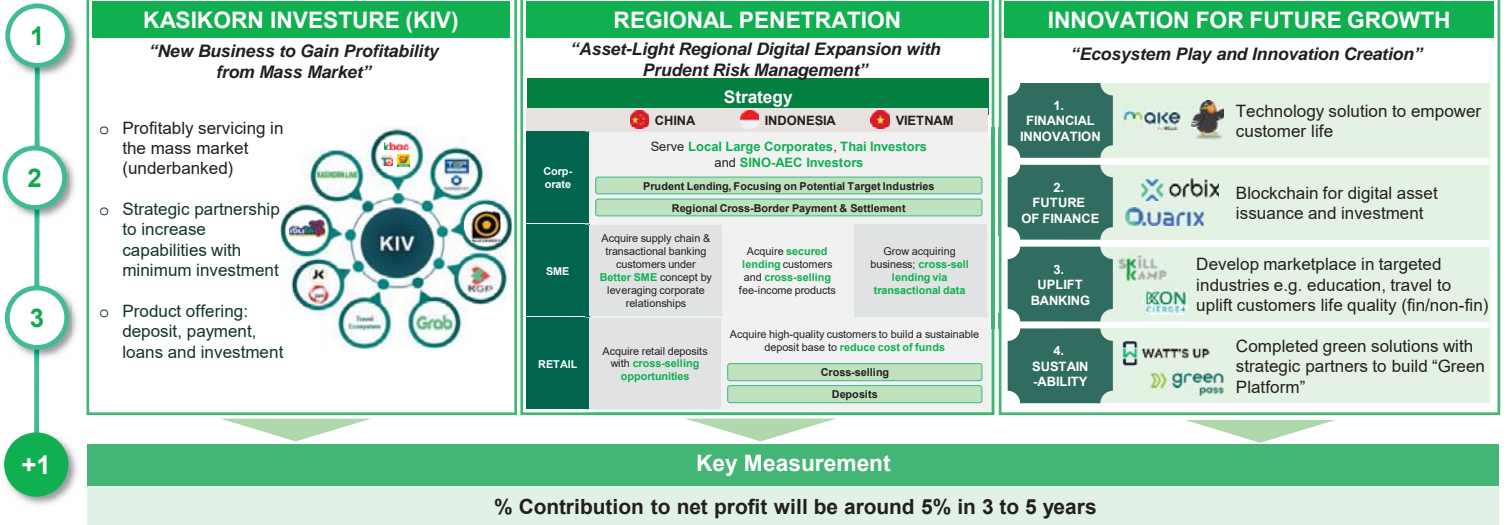 1
2
3
+1
KASIKORN INVESTURE (KIV)
“New Business to Gain Profitability
from Mass Market”
o Profitably servicing in
the mass market
(underbanked)
o Strategic partnership
to increase
capabilities with
minimum investment
o Product offering:
deposit, payment,
loans and investment
KIV
KASIKORN LINE
kbao
KGP
Grab
Travel
Ecosystem
REGIONAL PENETRATION
“Asset-Light Regional Digital Expansion with
Prudent Risk Management”
Strategy
CHINA INDONESIA VIETNAM
Corp-
orate
Serve Local Large Corporates, Thai Investors
and SINO-AEC Investors
Prudent Lending, Focusing on Potential Target Industries
Regional Cross-Border Payment & Settlement
SME
Acquire supply chain &
transactional banking
customers under
Better SME concept by
leveraging corporate
relationships
Acquire secured
lending customers
and cross-selling
fee-income products
Grow acquiring
business; cross-sell
lending via
transactional data
RETAIL
Acquire retail deposits
with cross-selling
opportunities
Acquire high-quality customers to build a sustainable
deposit base to reduce cost of funds
Cross-selling
Deposits
INNOVATION FOR FUTURE GROWTH
“Ecosystem Play and Innovation Creation”
1.
FINANCIAL
INNOVATION
make
Technology solution to empower
customer life
2.
FUTURE
OF FINANCE
orbix
Quarix
Blockchain for digital asset
issuance and investment
3.
UPLIFT
BANKING
SKILL
KAMP
KON
CIERGE+
Develop marketplace in targeted
industries e.g. education, travel to
uplift customers life quality (fin/non-fin)
4.
SUSTAIN
-ABILITY
WATT'S UP
green
pass
Completed green solutions with
strategic partners to build “Green
Platform”
Key Measurement
% Contribution to net profit will be around 5% in 3 to 5 years